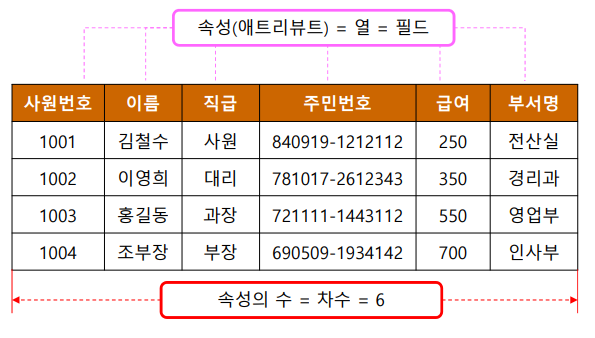 속성(애트리뷰트) = 열 = 필드
사원번호 이름 직급 주민번호 급여 부서명
1001 김철수 사원 840919-1212112 250 전산실
1002 이영희 대리 781017-2612343 350 경리과
1003 홍길동 과장 721111-1443112 550 영업부
1004 조부장 부장 690509-1934142 700 인사부
속성의 수 = 차수 = 6